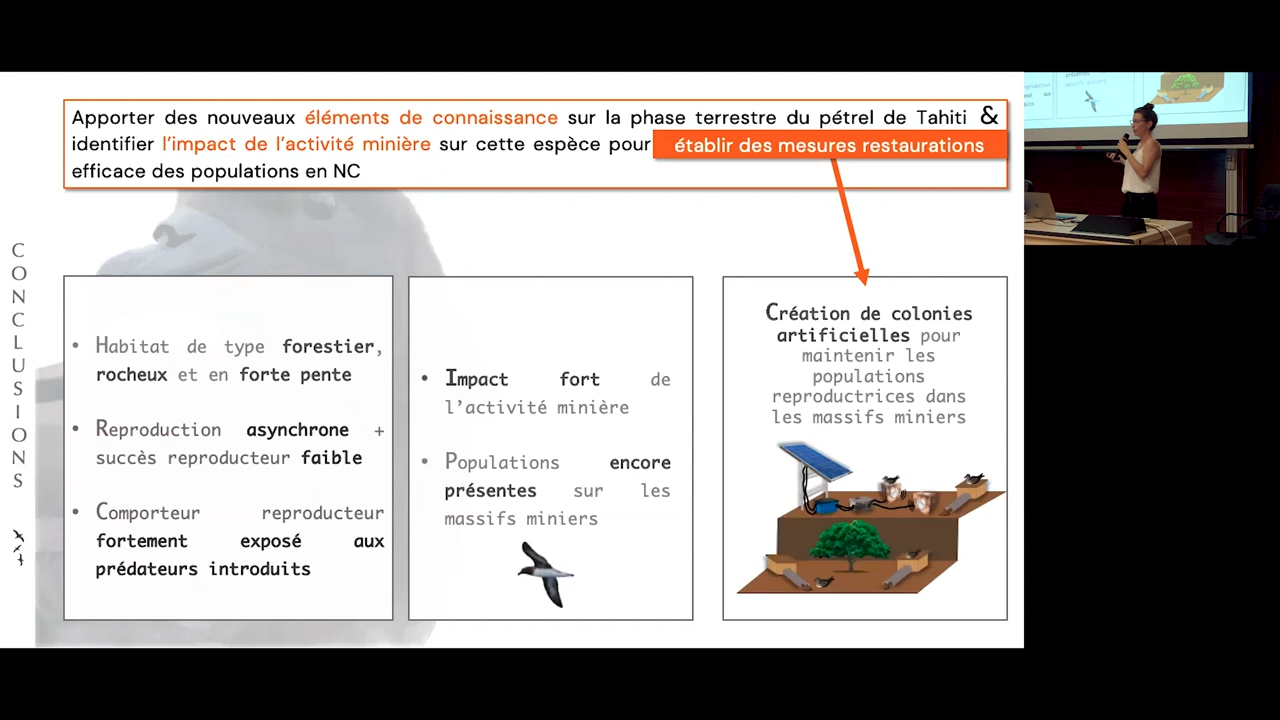 Apporter des nouveaux éléments de connaissance sur la phase terrestre du pétrel de Tahiti &
identifier l'impact de l'activité minière sur cette espèce pour établir des mesures restaurations
efficace des populations en NC
CONCLUSIONS
• Habitat de type forestier,
rocheux et en forte pente
• Reproduction asynchrone +
succès reproducteur faible
• Comporteur reproducteur
fortement exposé aux
prédateurs introduits
• Impact fort de
l'activité minière
• Populations encore
présentes sur les
massifs miniers
Création de colonies
artificielles pour
maintenir les
populations
reproductrices dans
les massifs miniers